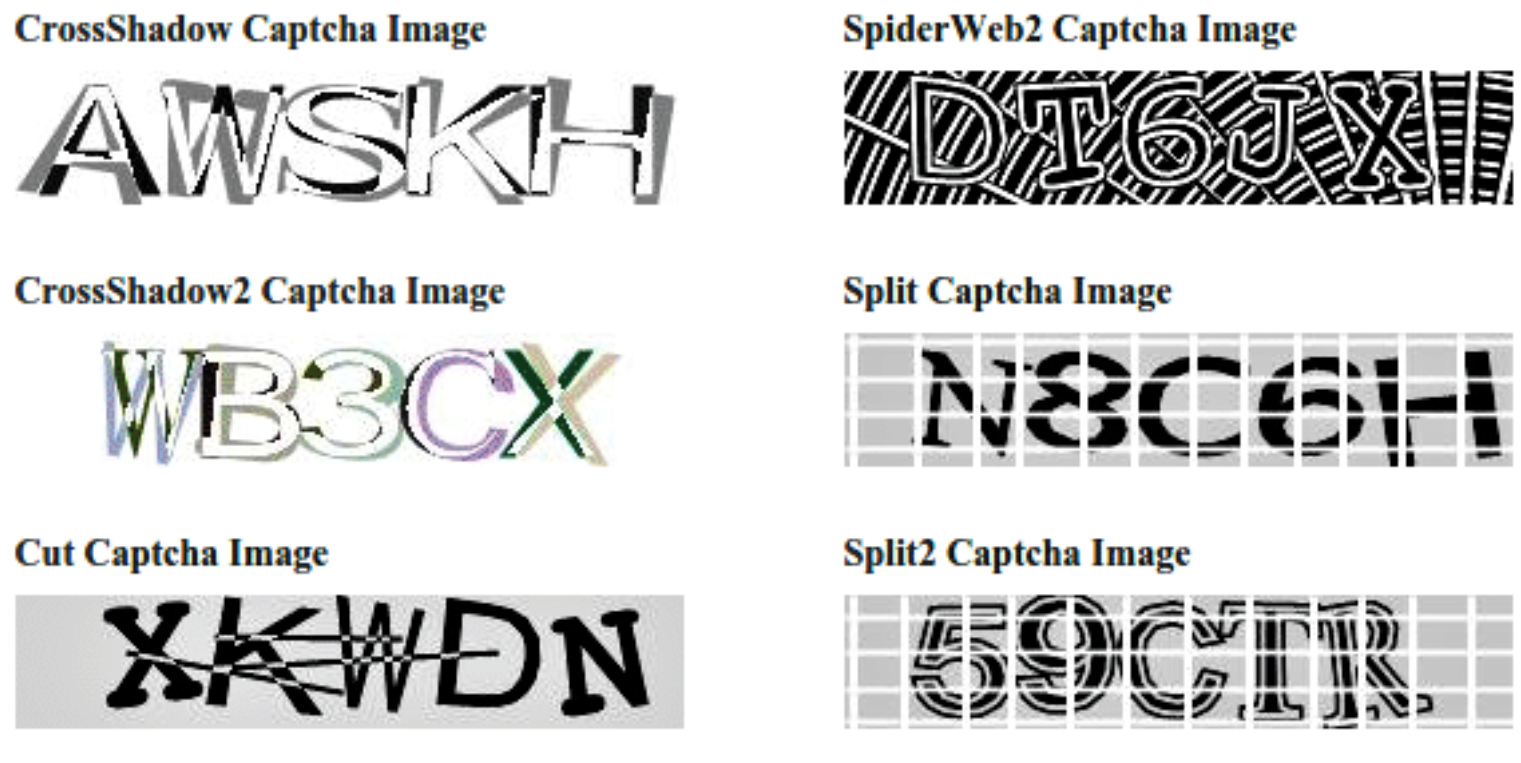 CrossShadow Captcha Image
AWSKH
SpiderWeb2 Captcha Image
DT6JX
CrossShadow2 Captcha Image
WB3CX
Split Captcha Image
N8C6H
Cut Captcha Image
XKWDN
Split2 Captcha Image
59CTR